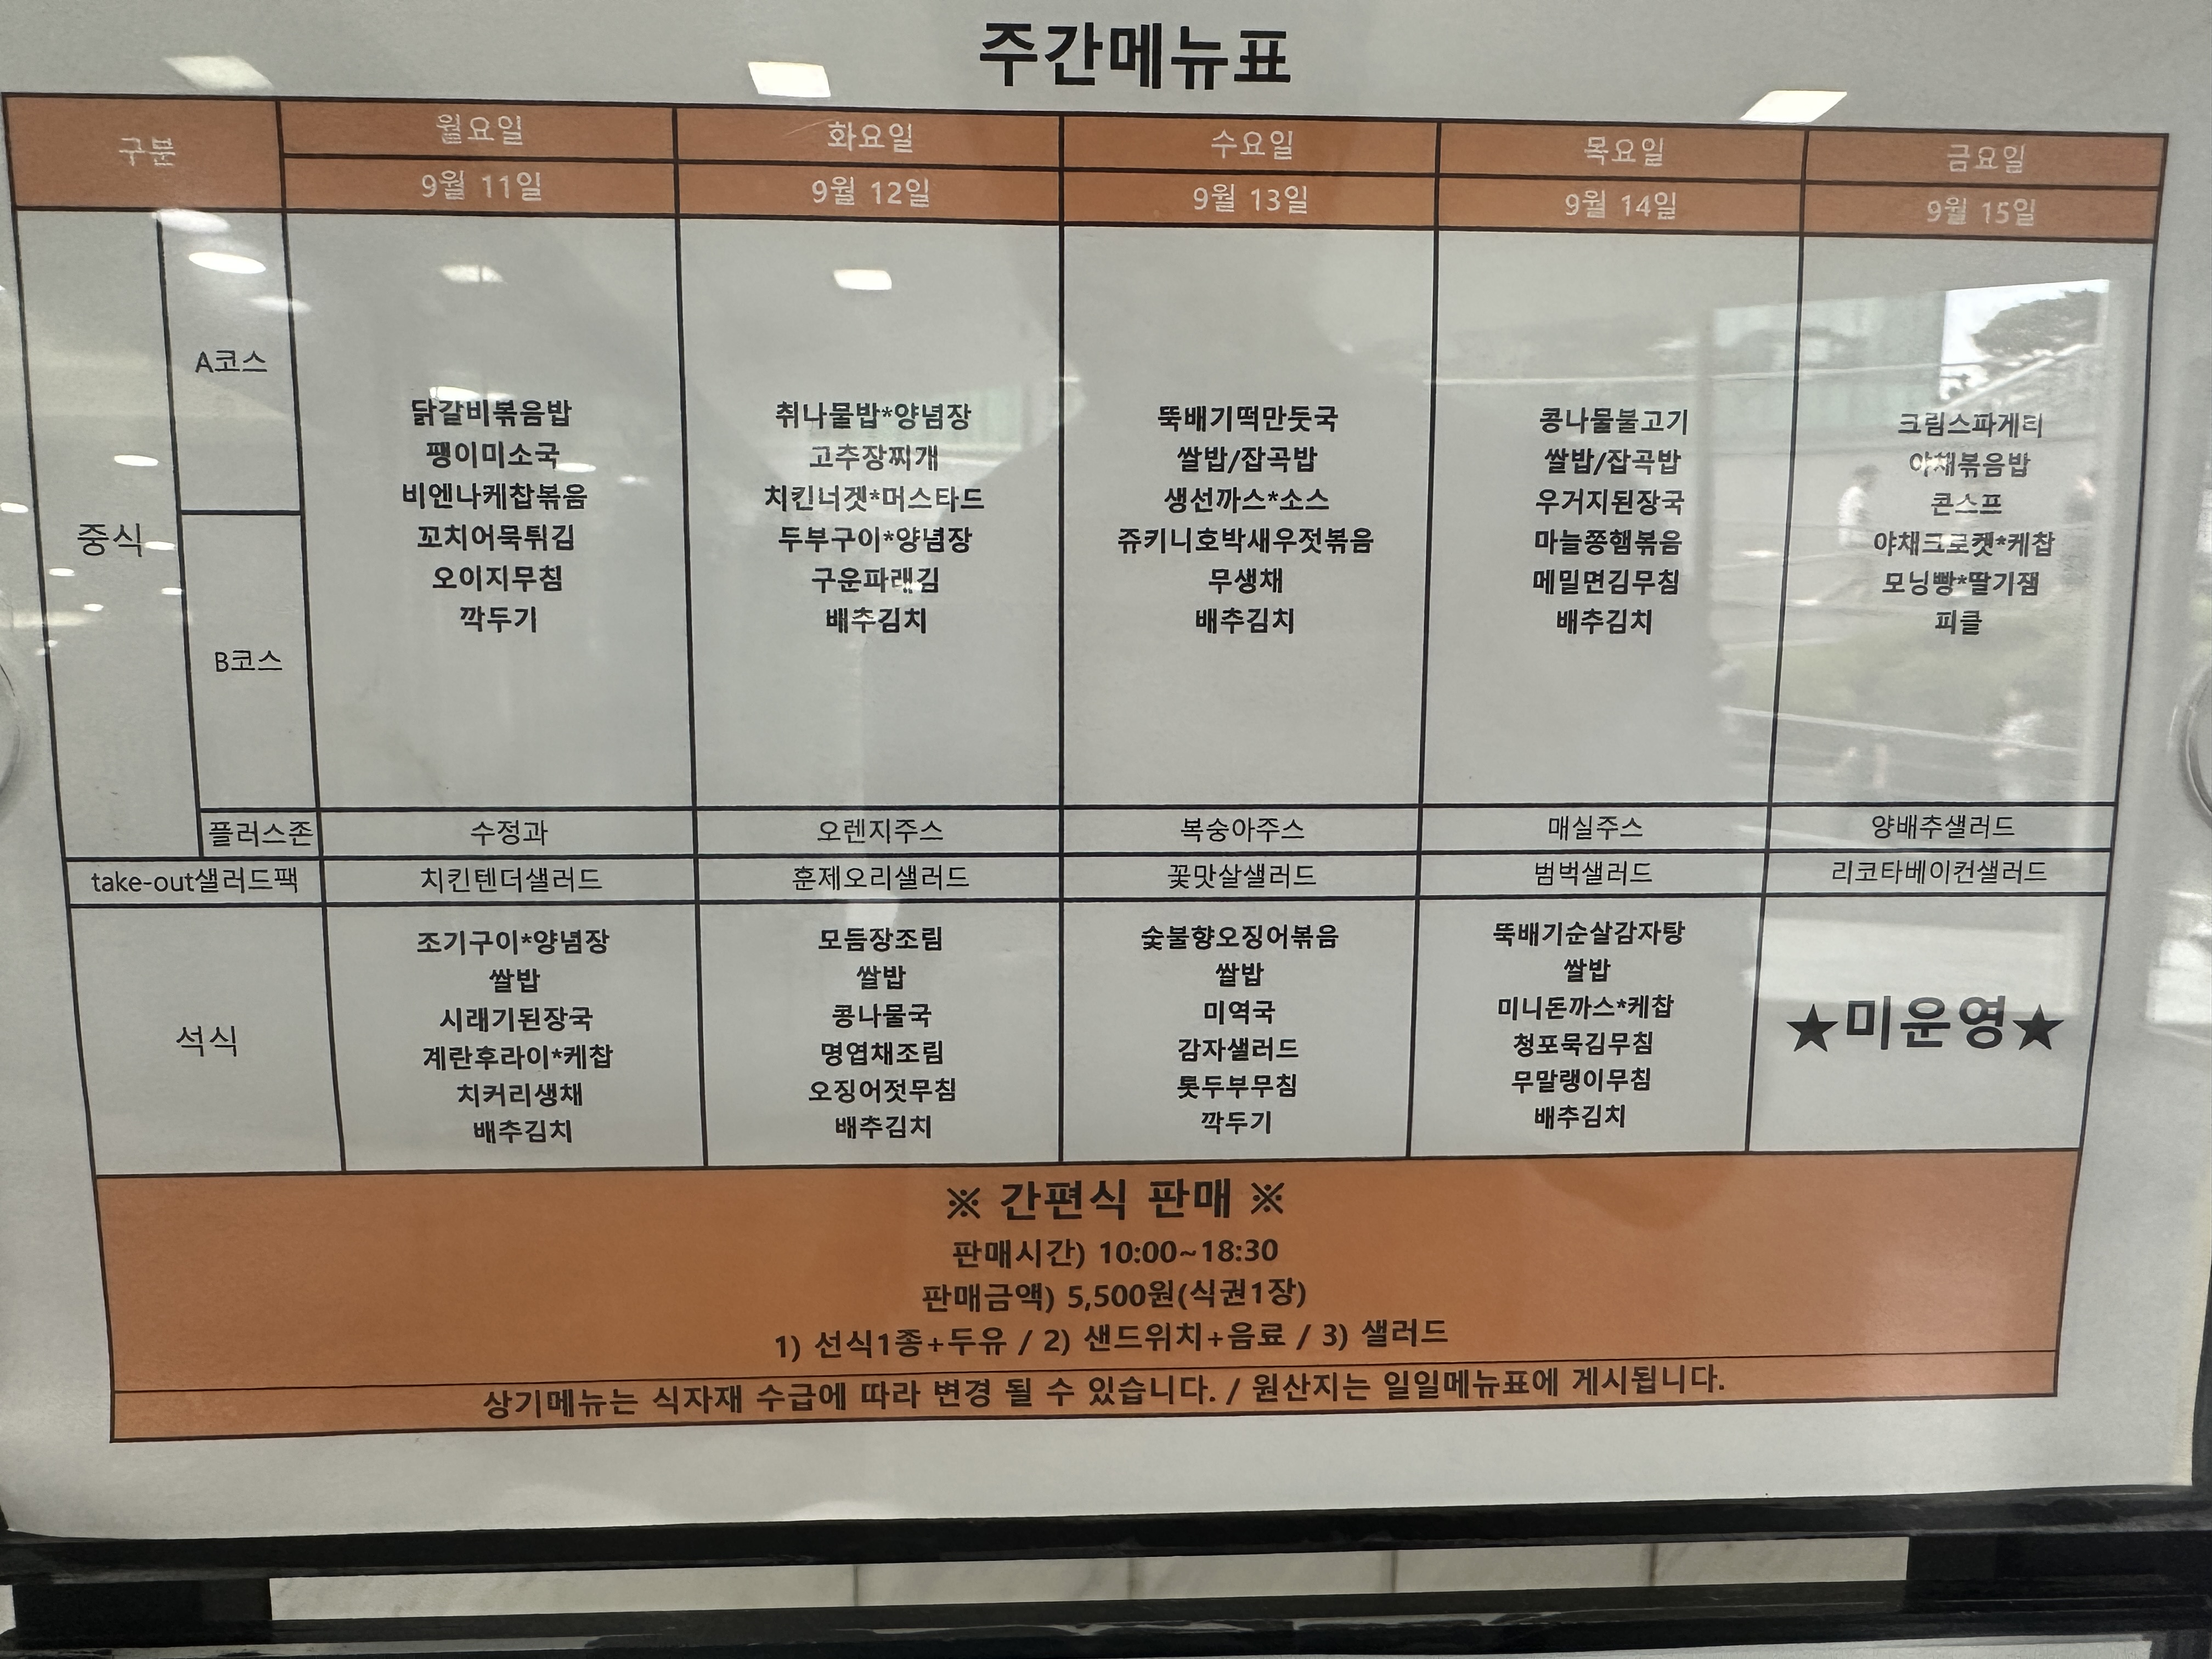 주간메뉴표
구분 월요일 화요일 수요일 목요일 금요일
9월 11일 9월 12일 9월 13일 9월 14일 9월 15일
중식
A코스
B코스
닭갈비볶음밥 취나물밥*양념장 뚝배기떡만둣국 콩나물불고기 크림스파게티
팽이미소국 고추장찌개 쌀밥/잡곡밥 쌀밥/잡곡밥 야채볶음밥
비엔나케찹볶음 치킨너겟*머스타드 생선까스*소스 우거지된장국 콘스프
꼬치어묵튀김 두부구이*양념장 쥬키니호박새우젓볶음 마늘쫑햄볶음 야채크로켓*케찹
오이지무침 구운파래김 무생채 메밀면김무침 모닝빵*딸기잼
깍두기 배추김치 배추김치 배추김치 피클
플러스존 수정과 오렌지주스 복숭아주스 매실주스 양배추샐러드
take-out샐러드팩 치킨텐더샐러드 훈제오리샐러드 꽃맛살샐러드 범벅샐러드 리코타베이컨샐러드
석식
조기구이*양념장 모듬장조림 숯불향오징어볶음 뚝배기순살감자탕
쌀밥 쌀밥 쌀밥 쌀밥
시래기된장국 콩나물국 미역국 미니돈까스*케찹 ★미운영★
계란후라이*케찹 명엽채조림 감자샐러드 청포묵김무침
치커리생채 오징어젓무침 톳두부무침 무말랭이무침
배추김치 배추김치 깍두기 배추김치
※ 간편식 판매 ※
판매시간) 10:00~18:30
판매금액) 5,500원(식권1장)
1) 선식1종+두유 / 2) 샌드위치+음료 / 3) 샐러드
상기메뉴는 식자재 수급에 따라 변경 될 수 있습니다. / 원산지는 일일메뉴표에 게시됩니다.